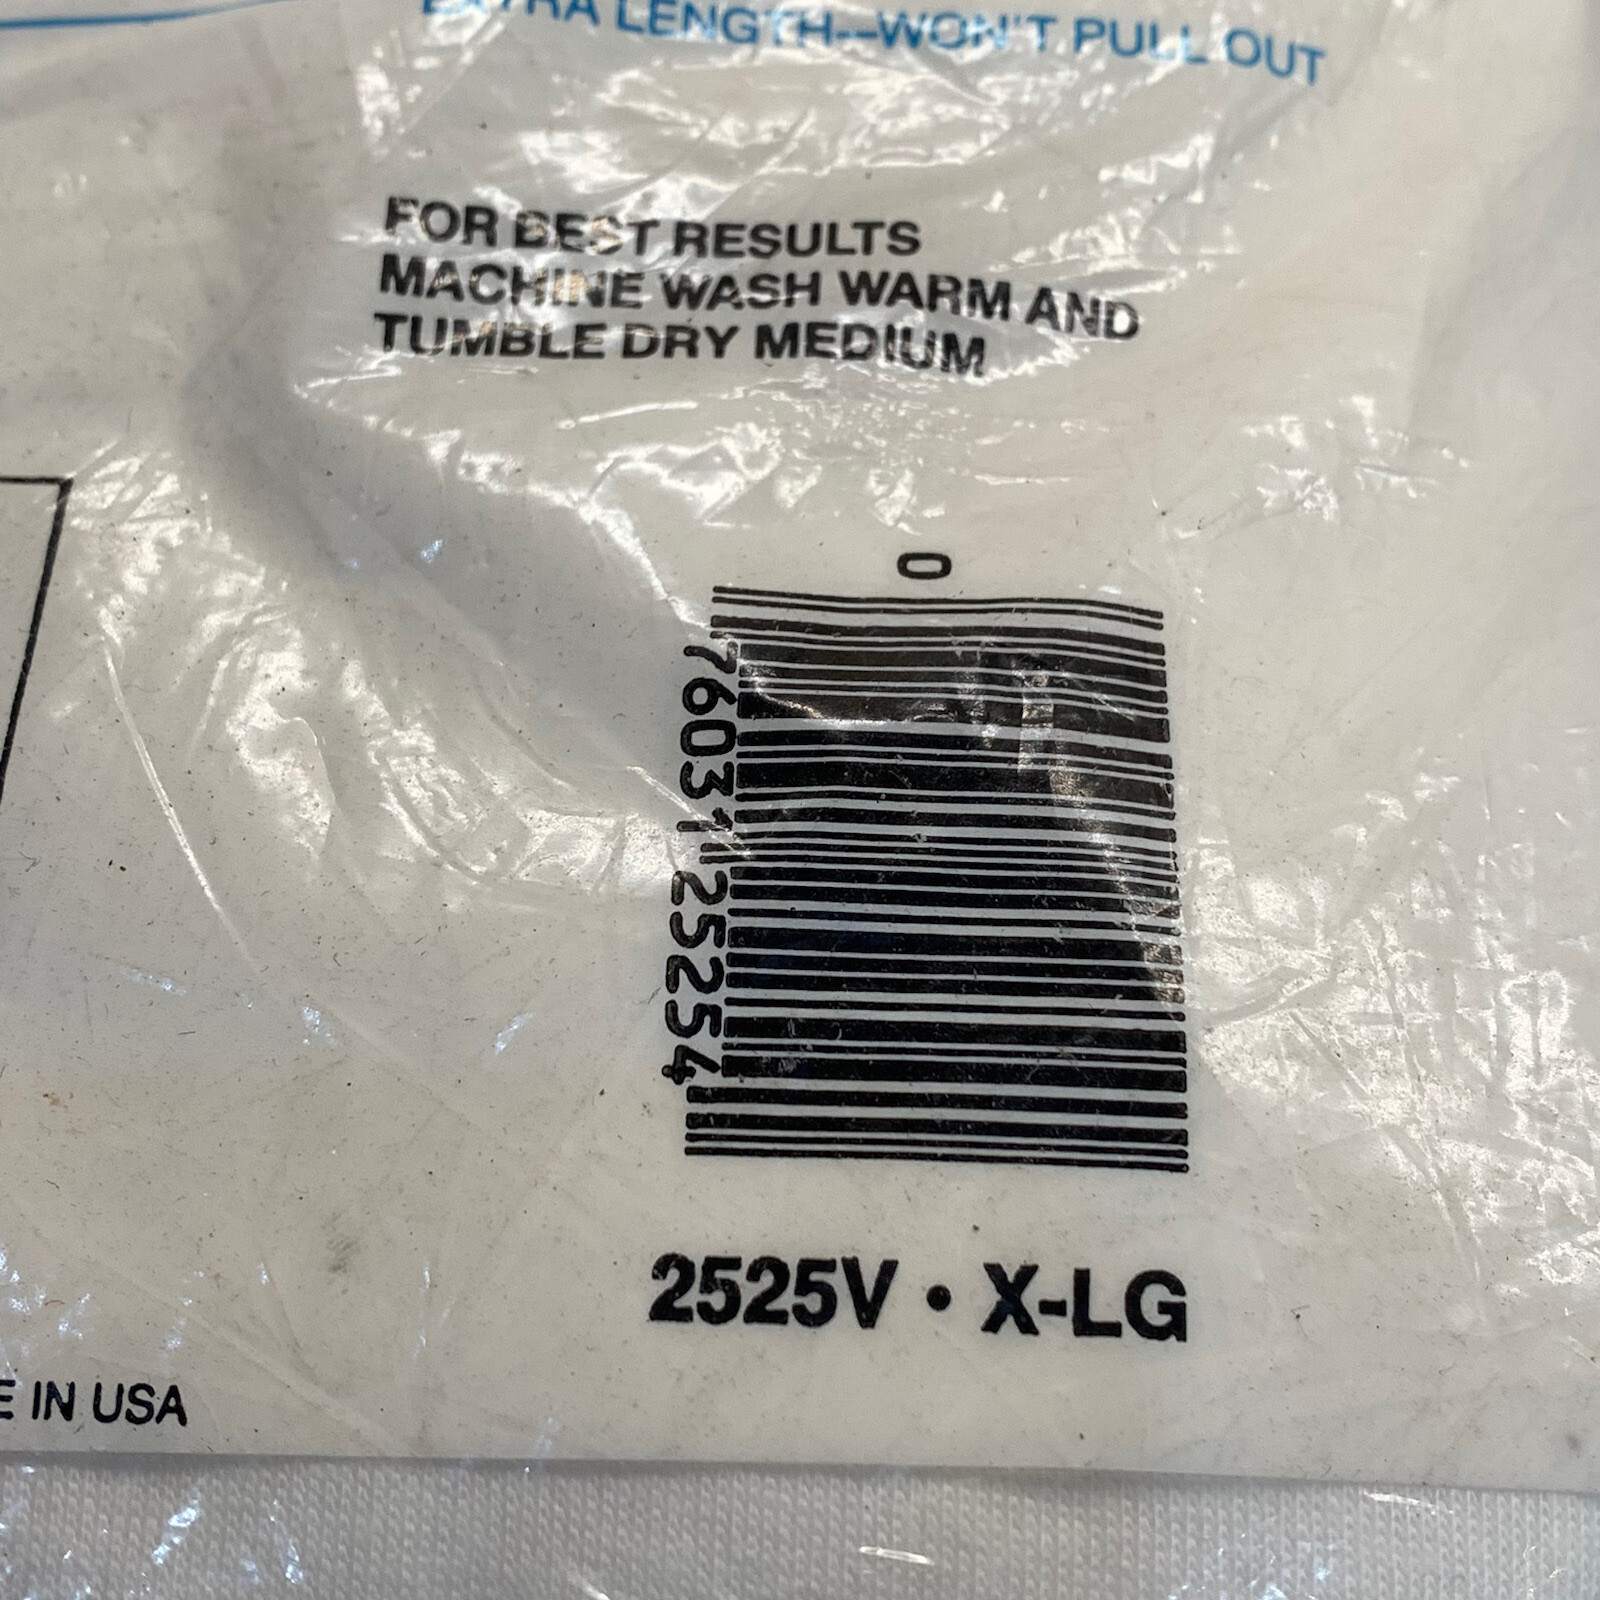 EXTRA LENGTH--WON'T PULL OUT
FOR BEST RESULTS
MACHINE WASH WARM AND
TUMBLE DRY MEDIUM
0
76031 25254
2525V • X-LG
E IN USA